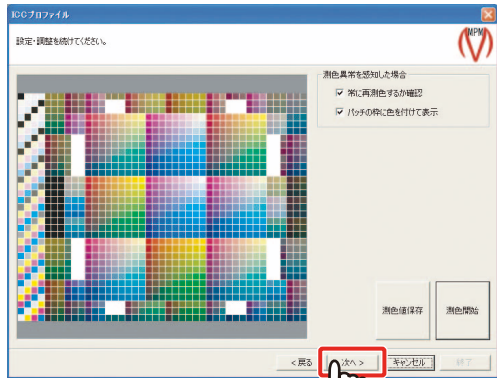 ICCプロファイル
設定・調整を続けてください。
MPM
測色異常を感知した場合
常に再測色するか確認
パッチの枠に色を付けて表示
測色値保存
測色開始
< 戻る
次へ >
キャンセル
終了